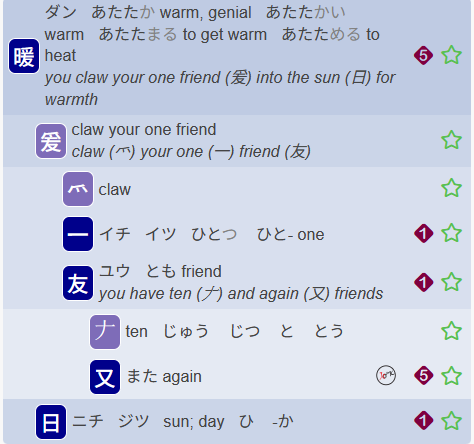 ダン あたたか warm, genial あたたかい
warm あたたまる to get warm あたためる to
暖
heat
5
you claw your one friend (爰) into the sun (日) for
warmth
爰 claw your one friend
claw (爫) your one (一) friend (友)
爫 claw
一 イチ イツ ひとつ ひと- one 1
友 ユウ とも friend 1
you have ten (𠂇) and again (又) friends
𠂇 ten じゅう じつ と とう
又 また again 5
日 ニチ ジツ sun; day ひ -か 1